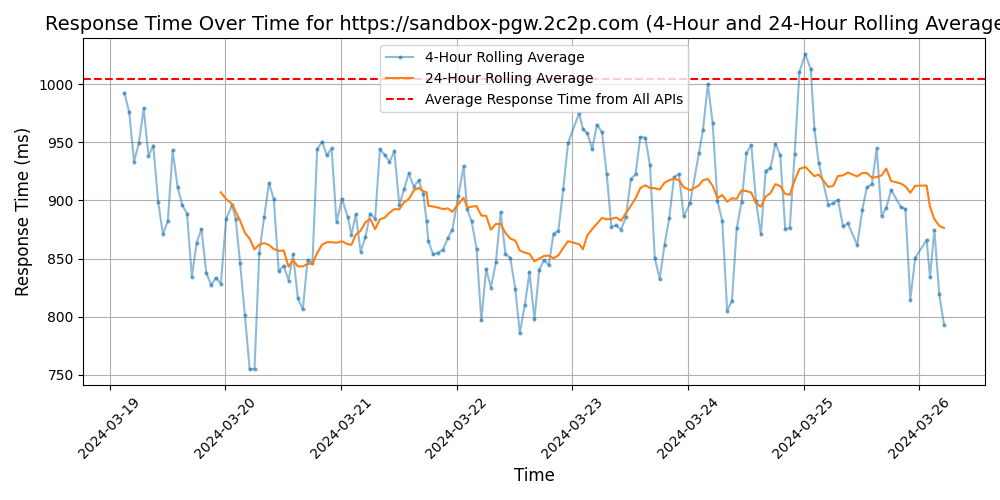 Response Time Over Time for https://sandbox-pgw.2c2p.com (4-Hour and 24-Hour Rolling Average
4-Hour Rolling Average
24-Hour Rolling Average
Average Response Time from All APIs
Response Time (ms)
1000
950
900
850
800
750
2024-03-19
2024-03-20
2024-03-21
2024-03-22
2024-03-23
2024-03-24
2024-03-25
2024-03-26
Time